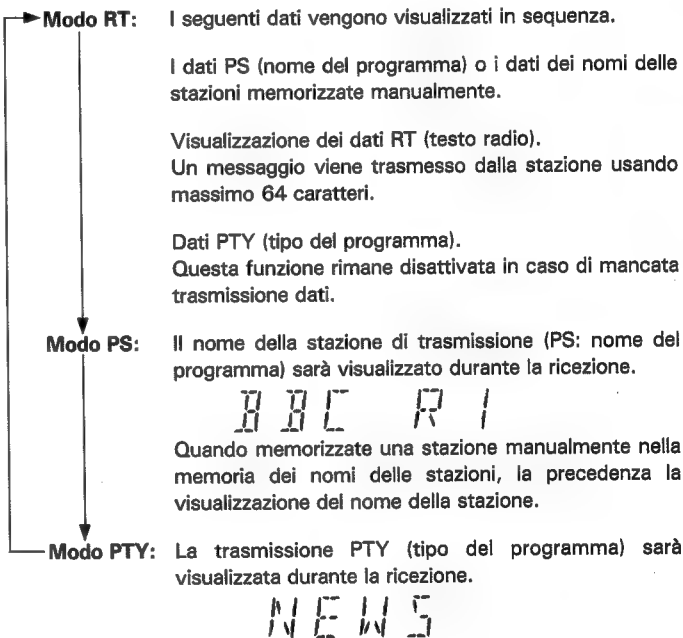 Modo RT: I seguenti dati vengono visualizzati in sequenza.
I dati PS (nome del programma) o i dati dei nomi delle
stazioni memorizzate manualmente.
Visualizzazione dei dati RT (testo radio).
Un messaggio viene trasmesso dalla stazione usando
massimo 64 caratteri.
Dati PTY (tipo del programma).
Questa funzione rimane disattivata in caso di mancata
trasmissione dati.
Modo PS: Il nome della stazione di trasmissione (PS: nome del
programma) sarà visualizzato durante la ricezione.
BBC R1
Quando memorizzate una stazione manualmente nella
memoria dei nomi delle stazioni, la precedenza la
visualizzazione del nome della stazione.
Modo PTY: La trasmissione PTY (tipo del programma) sarà
visualizzata durante la ricezione.
NEWS